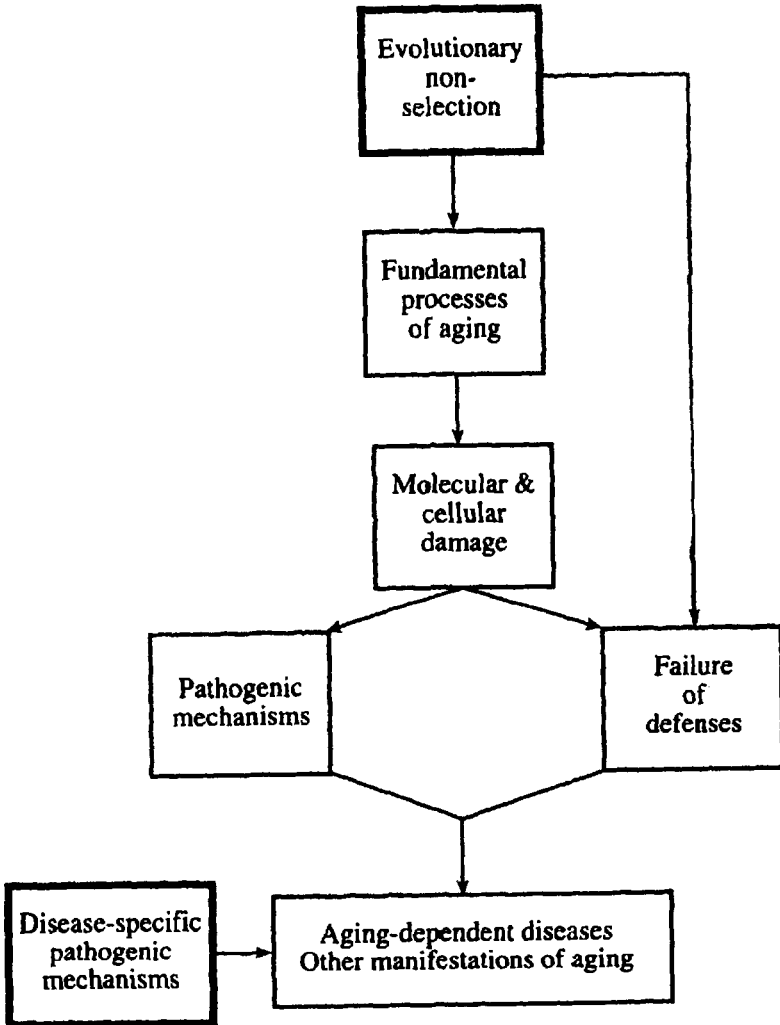 Evolutionary
non-
selection
Fundamental
processes
of aging
Molecular &
cellular
damage
Pathogenic
mechanisms
Failure
of
defenses
Disease-specific
pathogenic
mechanisms
Aging-dependent diseases
Other manifestations of aging